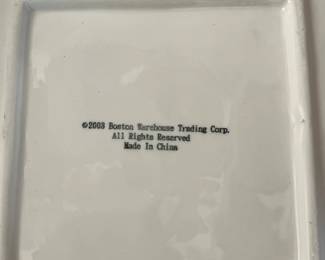 ©2003 Boston Warehouse Trading Corp.
All Rights Reserved
Made In China